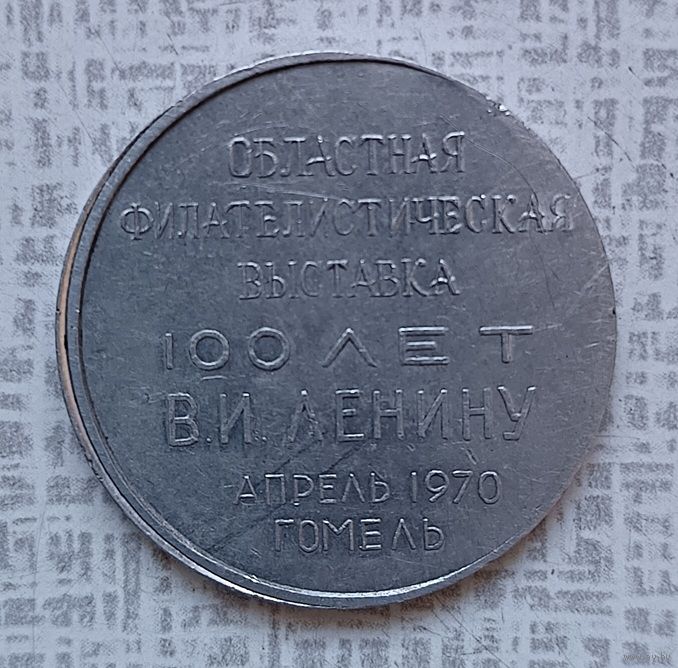 ОБЛАСТНАЯ
ФИЛАТЕЛИСТИЧЕСКАЯ
ВЫСТАВКА
100 ЛЕТ
В.И. ЛЕНИНУ
АПРЕЛЬ 1970
ГОМЕЛЬ